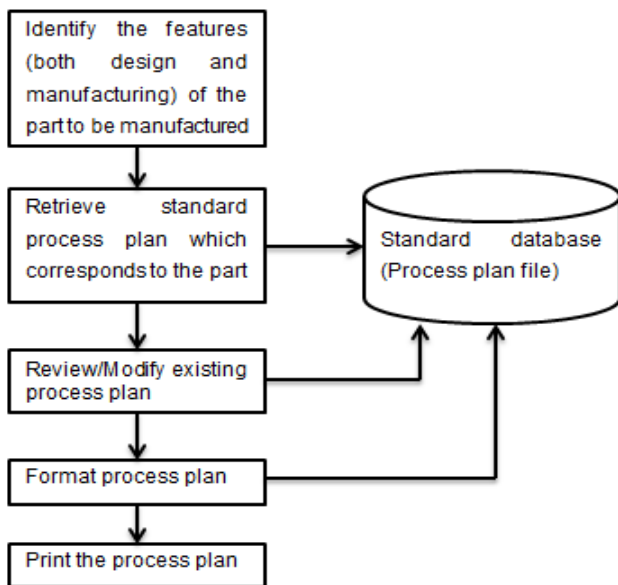 Identify the features
(both design and
manufacturing) of the
part to be manufactured
Retrieve standard
process plan which
corresponds to the part
Standard database
(Process plan file)
Review/Modify existing
process plan
Format process plan
Print the process plan